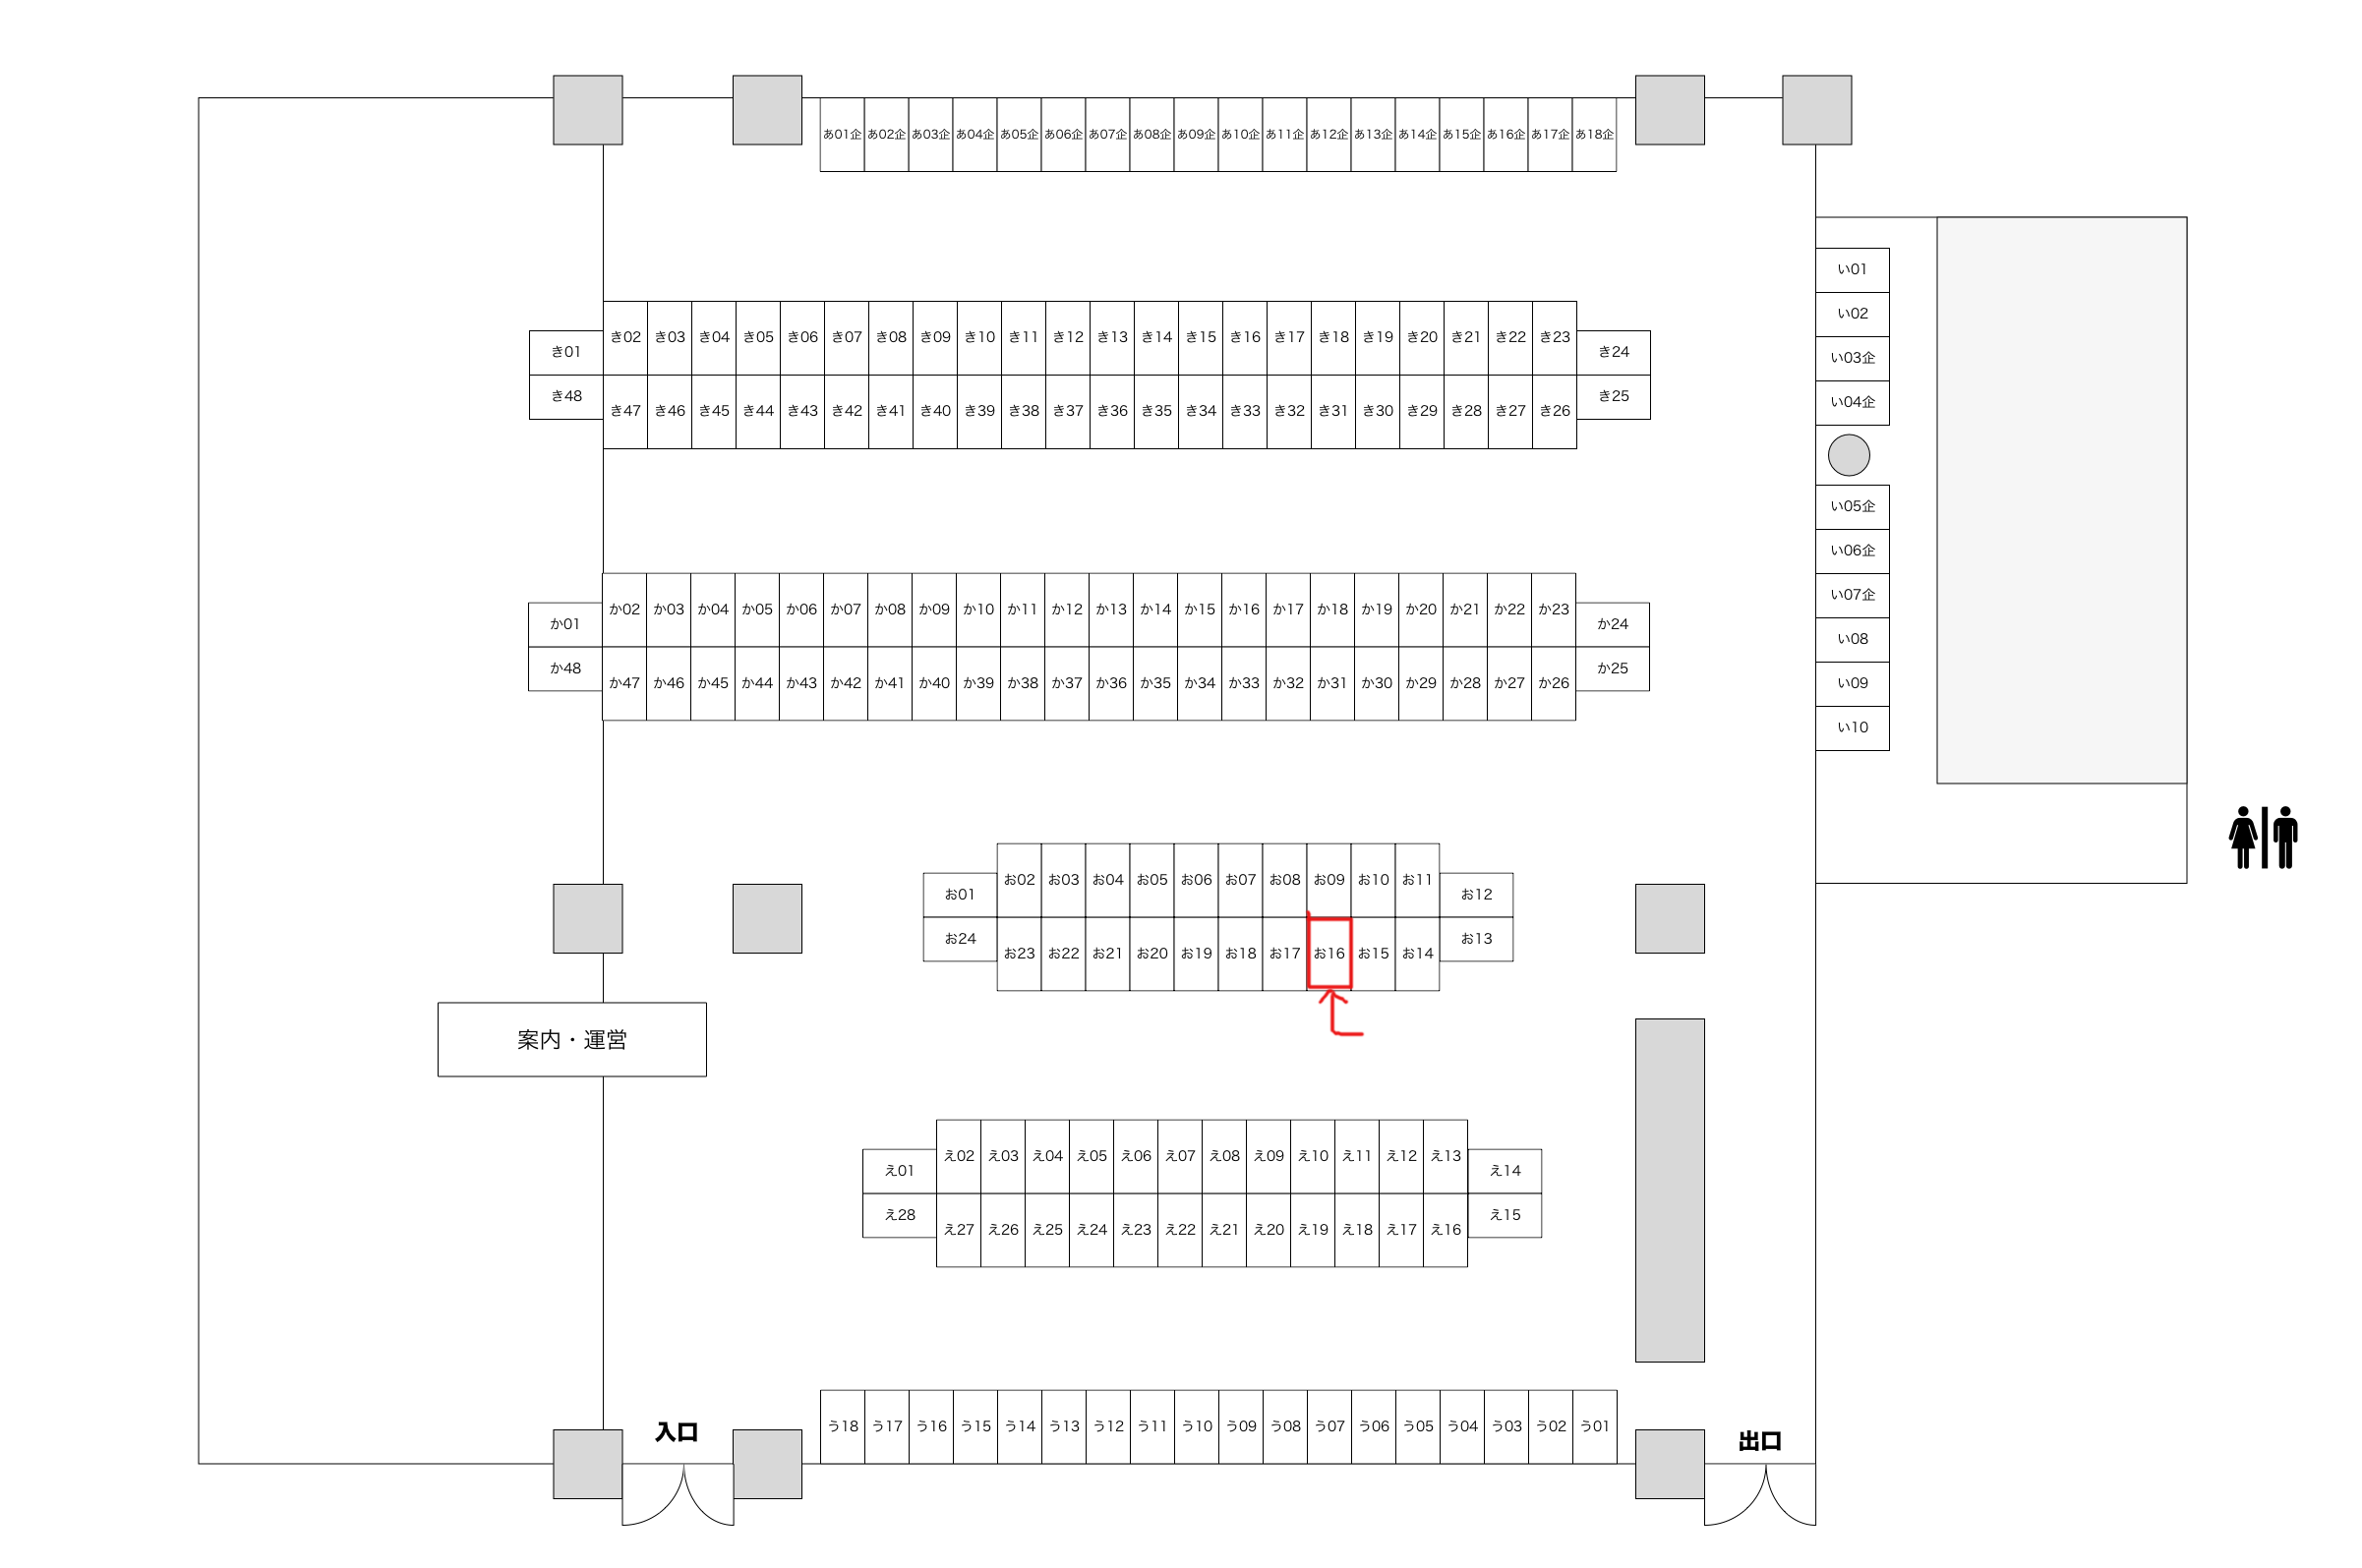 あ01企 あ02企 あ03企 あ04企 あ05企 あ06企 あ07企 あ08企 あ09企 あ10企 あ11企 あ12企 あ13企 あ14企 あ15企 あ16企 あ17企 あ18企
い01
い02
い03企
い04企
い05企
い06企
い07企
い08
い09
い10
き01
き48
き02 き03 き04 き05 き06 き07 き08 き09 き10 き11 き12 き13 き14 き15 き16 き17 き18 き19 き20 き21 き22 き23
き47 き46 き45 き44 き43 き42 き41 き40 き39 き38 き37 き36 き35 き34 き33 き32 き31 き30 き29 き28 き27 き26
き24
き25
か01
か48
か02 か03 か04 か05 か06 か07 か08 か09 か10 か11 か12 か13 か14 か15 か16 か17 か18 か19 か20 か21 か22 か23
か47 か46 か45 か44 か43 か42 か41 か40 か39 か38 か37 か36 か35 か34 か33 か32 か31 か30 か29 か28 か27 か26
か24
か25
お01
お24
お02 お03 お04 お05 お06 お07 お08 お09 お10 お11
お23 お22 お21 お20 お19 お18 お17 お16 お15 お14
お12
お13
案内・運営
え01
え28
え02 え03 え04 え05 え06 え07 え08 え09 え10 え11 え12 え13
え27 え26 え25 え24 え23 え22 え21 え20 え19 え18 え17 え16
え14
え15
入口
う18 う17 う16 う15 う14 う13 う12 う11 う10 う09 う08 う07 う06 う05 う04 う03 う02 う01
出口